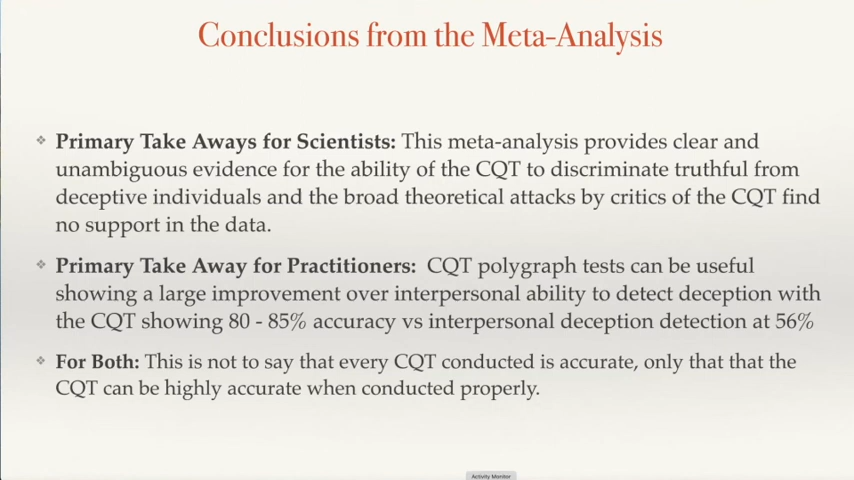 Conclusions from the Meta-Analysis
Primary Take Aways for Scientists: This meta-analysis provides clear and
unambiguous evidence for the ability of the CQT to discriminate truthful from
deceptive individuals and the broad theoretical attacks by critics of the CQT find
no support in the data.
Primary Take Away for Practitioners: CQT polygraph tests can be useful
showing a large improvement over interpersonal ability to detect deception with
the CQT showing 80 - 85% accuracy vs interpersonal deception detection at 56%
For Both: This is not to say that every CQT conducted is accurate, only that that the
CQT can be highly accurate when conducted properly.
Activity Monitor